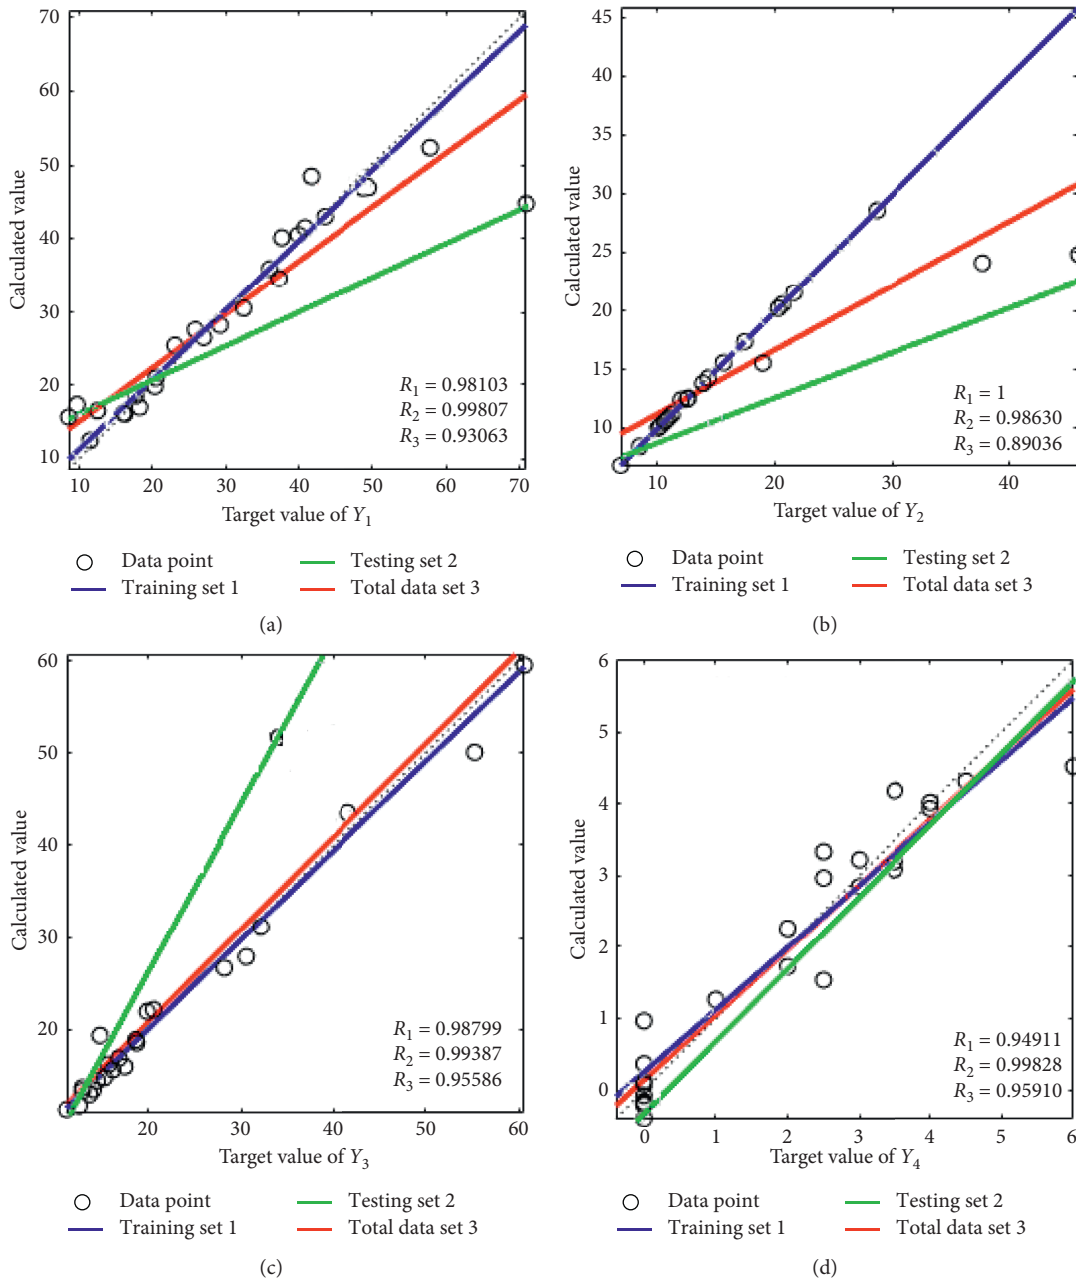 70
60
50
40
30
20
10
Calculated value
R1 = 0.98103
R2 = 0.99807
R3 = 0.93063
10 20 30 40 50 60 70
Target value of Y1
Data point
Training set 1
Testing set 2
Total data set 3
(a)
45
40
35
30
25
20
15
10
Calculated value
R1 = 1
R2 = 0.98630
R3 = 0.89036
10 20 30 40
Target value of Y2
Data point
Training set 1
Testing set 2
Total data set 3
(b)
60
50
40
30
20
Calculated value
R1 = 0.98799
R2 = 0.99387
R3 = 0.95586
20 30 40 50 60
Target value of Y3
Data point
Training set 1
Testing set 2
Total data set 3
(c)
6
5
4
3
2
1
0
Calculated value
R1 = 0.94911
R2 = 0.99828
R3 = 0.95910
0 1 2 3 4 5 6
Target value of Y4
Data point
Training set 1
Testing set 2
Total data set 3
(d)